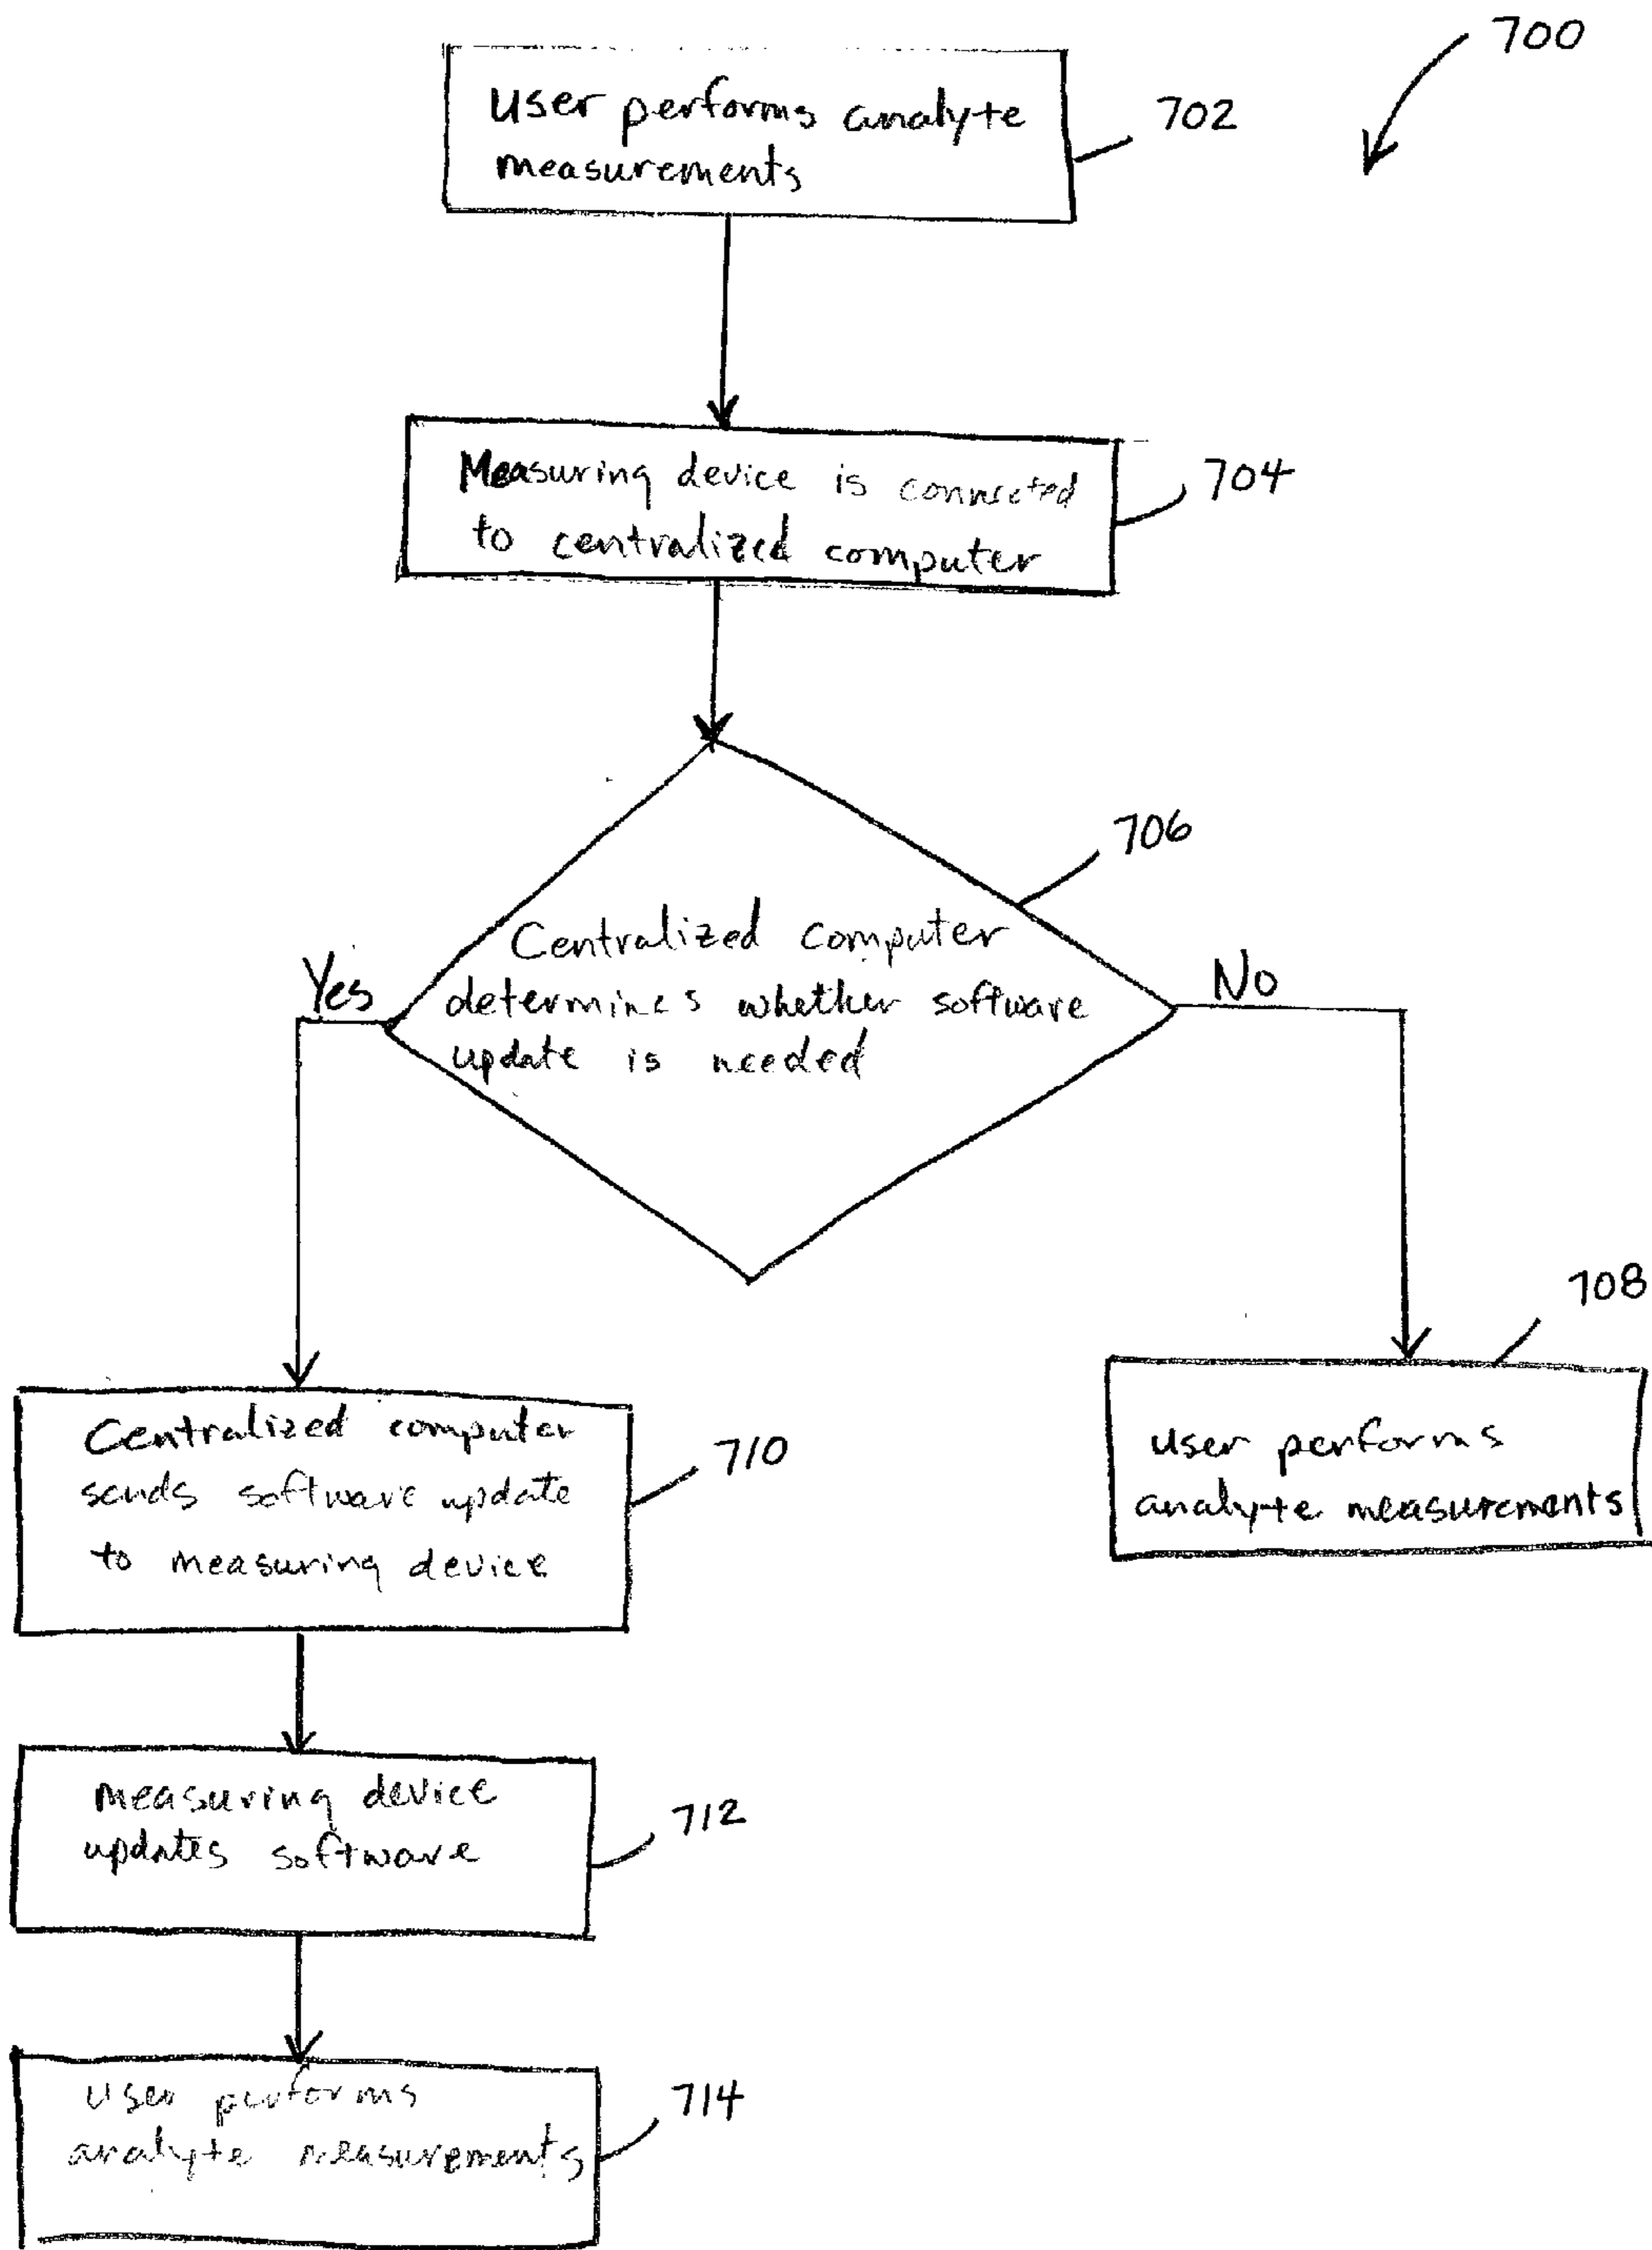 700
User performs analyte
measurements
702
Measuring device is connected
to centralized computer
704
706
Centralized computer
determines whether software
update is needed
Yes
No
708
User performs
analyte measurements
Centralized computer
sends software update
to measuring device
710
measuring device
updates software
712
User performs
analyte measurements
714